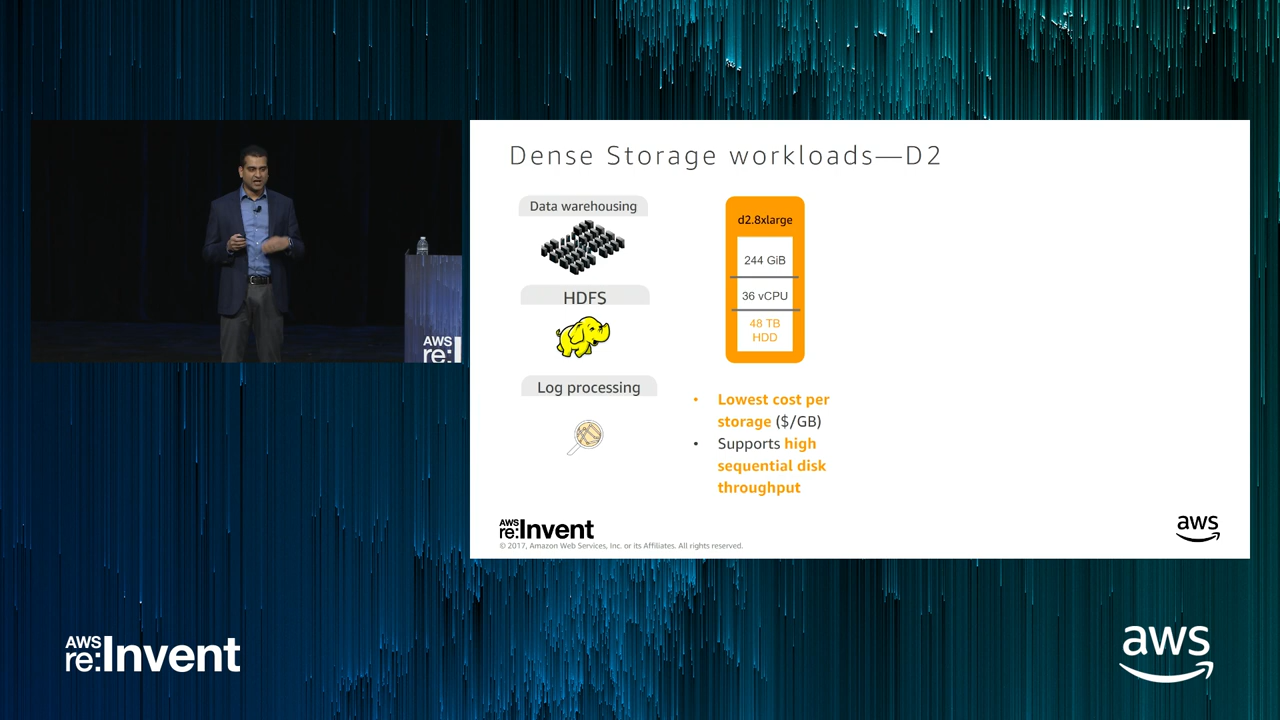 Dense Storage workloads—D2
Data warehousing
HDFS
Log processing
d2.8xlarge
244 GiB
36 vCPU
48 TB
HDD
• Lowest cost per
storage ($/GB)
• Supports high
sequential disk
throughput
AWS
re:Invent
© 2017, Amazon Web Services, Inc. or its Affiliates. All rights reserved.
aws
AWS
re:I
AWS
re:Invent
aws